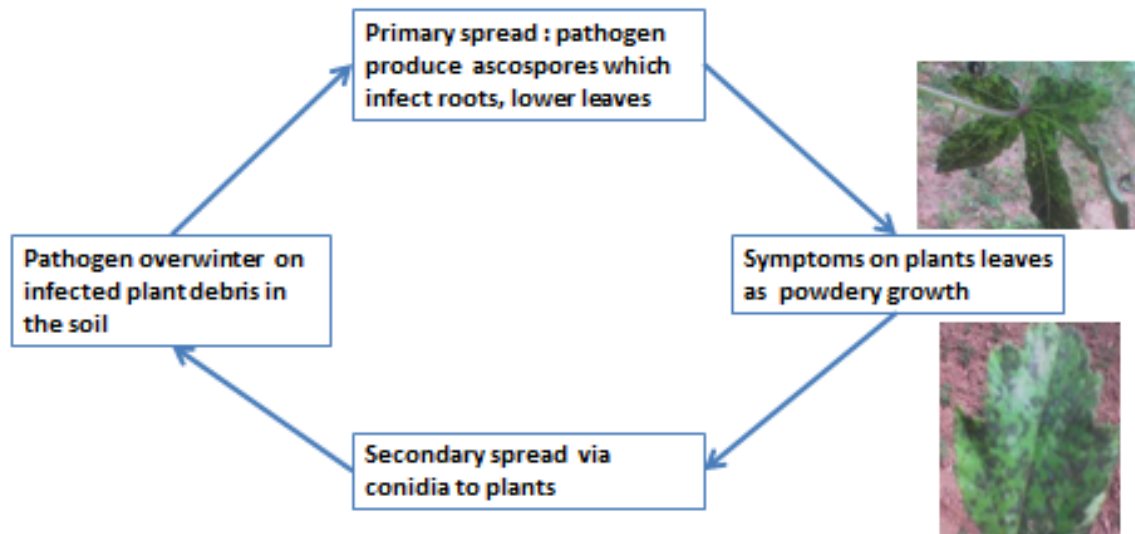 Primary spread : pathogen
produce ascospores which
infect roots, lower leaves
Pathogen overwinter on
infected plant debris in
the soil
Symptoms on plants leaves
as powdery growth
Secondary spread via
conidia to plants